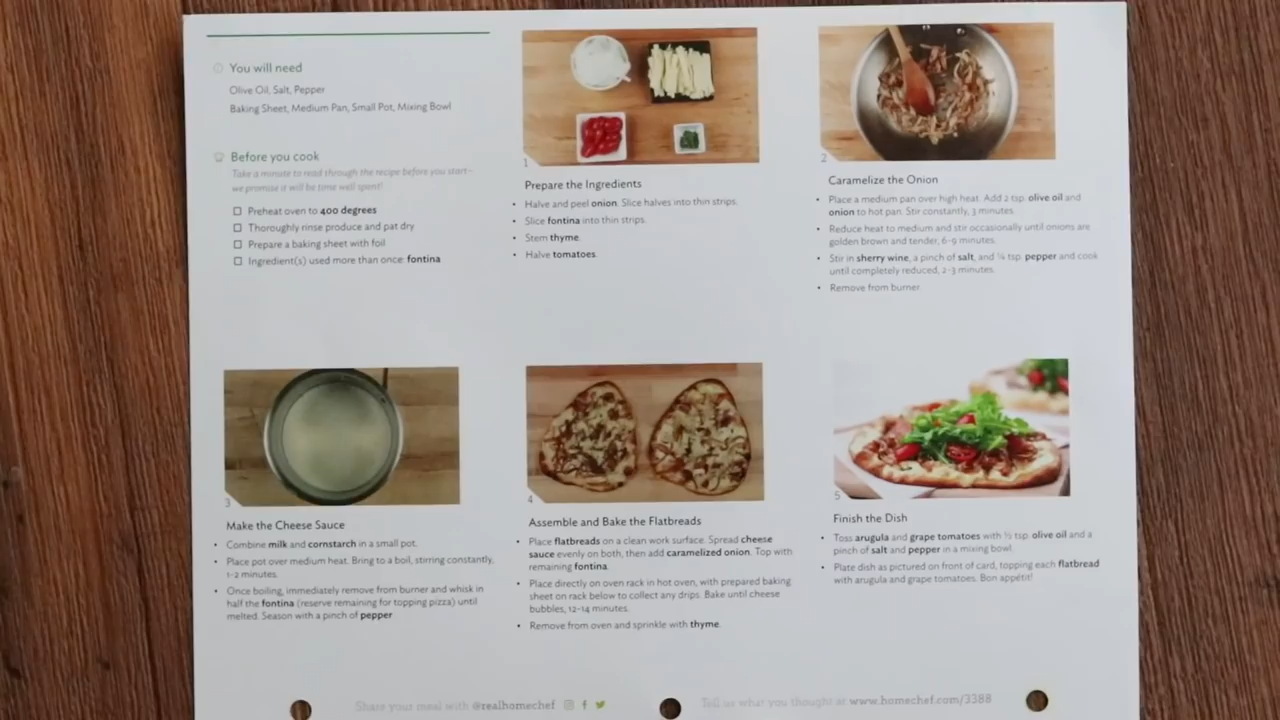 You will need
Olive Oil, Salt, Pepper
Baking Sheet, Medium Pan, Small Pot, Mixing Bowl
Before you cook
Take a minute to read through the recipe before you start–
we promise it will be time well spent!
Preheat oven to 400 degrees
Thoroughly rinse produce and pat dry
Prepare a baking sheet with foil
Ingredient(s) used more than once: fontina
1
Prepare the Ingredients
• Halve and peel onion. Slice halves into thin strips.
• Slice fontina into thin strips.
• Stem thyme.
• Halve tomatoes.
2
Caramelize the Onion
• Place a medium pan over high heat. Add 2 tsp. olive oil and
onion to hot pan. Stir constantly, 3 minutes.
• Reduce heat to medium and stir occasionally until onions are
golden brown and tender, 6-9 minutes.
• Stir in sherry wine, a pinch of salt, and ¼ tsp. pepper and cook
until completely reduced, 2-3 minutes.
• Remove from burner.
3
Make the Cheese Sauce
• Combine milk and cornstarch in a small pot.
• Place pot over medium heat. Bring to a boil, stirring constantly,
1-2 minutes.
• Once boiling, immediately remove from burner and whisk in
half the fontina (reserve remaining for topping pizza) until
melted. Season with a pinch of pepper
4
Assemble and Bake the Flatbreads
• Place flatbreads on a clean work surface. Spread cheese
sauce evenly on both, then add caramelized onion. Top with
remaining fontina.
• Place directly on oven rack in hot oven, with prepared baking
sheet on rack below to collect any drips. Bake until cheese
bubbles, 12-14 minutes.
• Remove from oven and sprinkle with thyme.
5
Finish the Dish
• Toss arugula and grape tomatoes with ½ tsp. olive oil and a
pinch of salt and pepper in a mixing bowl.
• Plate dish as pictured on front of card, topping each flatbread
with arugula and grape tomatoes. Bon appétit!
Share your meal with @realhomechef
Tell us what you thought at www.homechef.com/3388